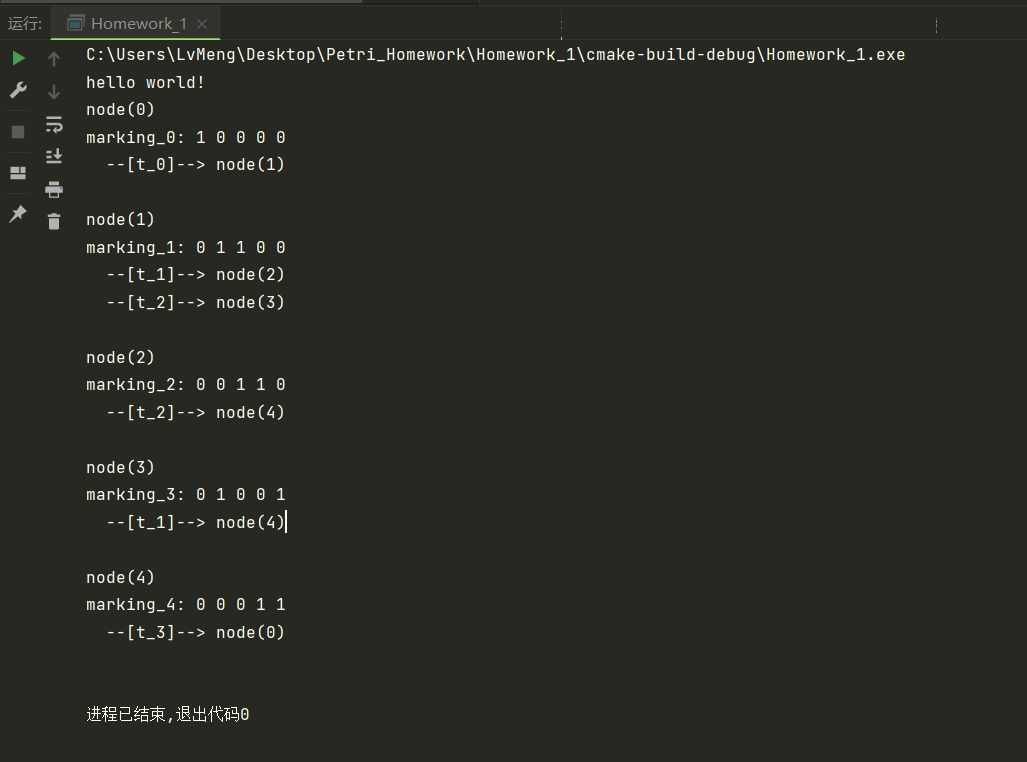 运行: Homework_1
C:\Users\LvMeng\Desktop\Petri_Homework\Homework_1\cmake-build-debug\Homework_1.exe
hello world!
node(0)
marking_0: 1 0 0 0 0
--[t_0]--> node(1)
node(1)
marking_1: 0 1 1 0 0
--[t_1]--> node(2)
--[t_2]--> node(3)
node(2)
marking_2: 0 0 1 1 0
--[t_2]--> node(4)
node(3)
marking_3: 0 1 0 0 1
--[t_1]--> node(4)
node(4)
marking_4: 0 0 0 1 1
--[t_3]--> node(0)
进程已结束,退出代码0